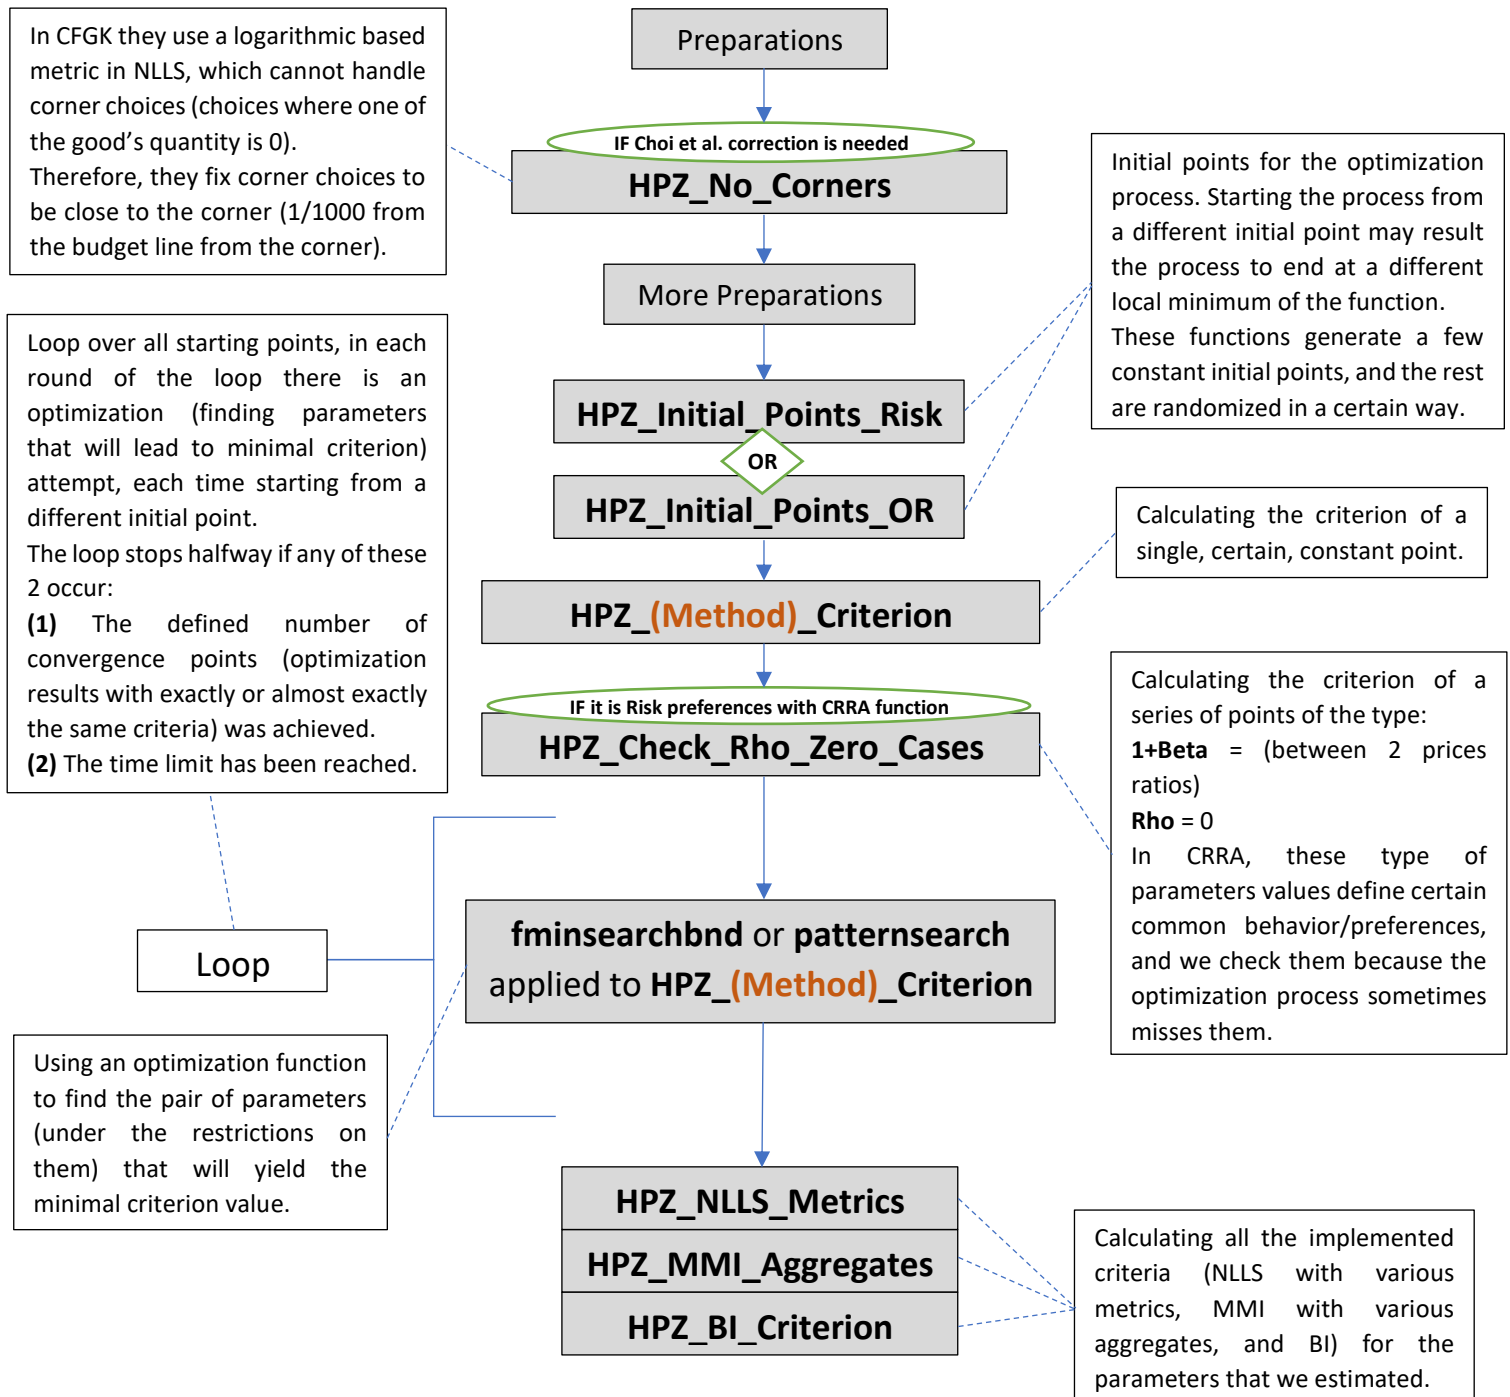 In CFGK they use a logarithmic based
metric in NLLS, which cannot handle
corner choices (choices where one of
the good's quantity is 0).
Therefore, they fix corner choices to
be close to the corner (1/1000 from
the budget line from the corner).
Preparations
IF Choi et al. correction is needed
HPZ_No_Corners
More Preparations
Initial points for the optimization
process. Starting the process from
a different initial point may result
the process to end at a different
local minimum of the function.
These functions generate a few
constant initial points, and the rest
are randomized in a certain way.
Loop over all starting points, in each
round of the loop there is an
optimization (finding parameters
that will lead to minimal criterion)
attempt, each time starting from a
different initial point.
The loop stops halfway if any of these
2 occur:
(1) The defined number of
convergence points (optimization
results with exactly or almost exactly
the same criteria) was achieved.
(2) The time limit has been reached.
HPZ_Initial_Points_Risk
OR
HPZ_Initial_Points_OR
Calculating the criterion of a
single, certain, constant point.
HPZ_(Method)_Criterion
IF it is Risk preferences with CRRA function
HPZ_Check_Rho_Zero_Cases
Calculating the criterion of a
series of points of the type:
1+Beta = (between 2 prices
ratios)
Rho = 0
In CRRA, these type of
parameters values define certain
common behavior/preferences,
and we check them because the
optimization process sometimes
misses them.
Loop
fminsearchbnd or patternsearch
applied to HPZ_(Method)_Criterion
Using an optimization function
to find the pair of parameters
(under the restrictions on
them) that will yield the
minimal criterion value.
HPZ_NLLS_Metrics
HPZ_MMI_Aggregates
HPZ_BI_Criterion
Calculating all the implemented
criteria (NLLS with various
metrics, MMI with various
aggregates, and BI) for the
parameters that we estimated.